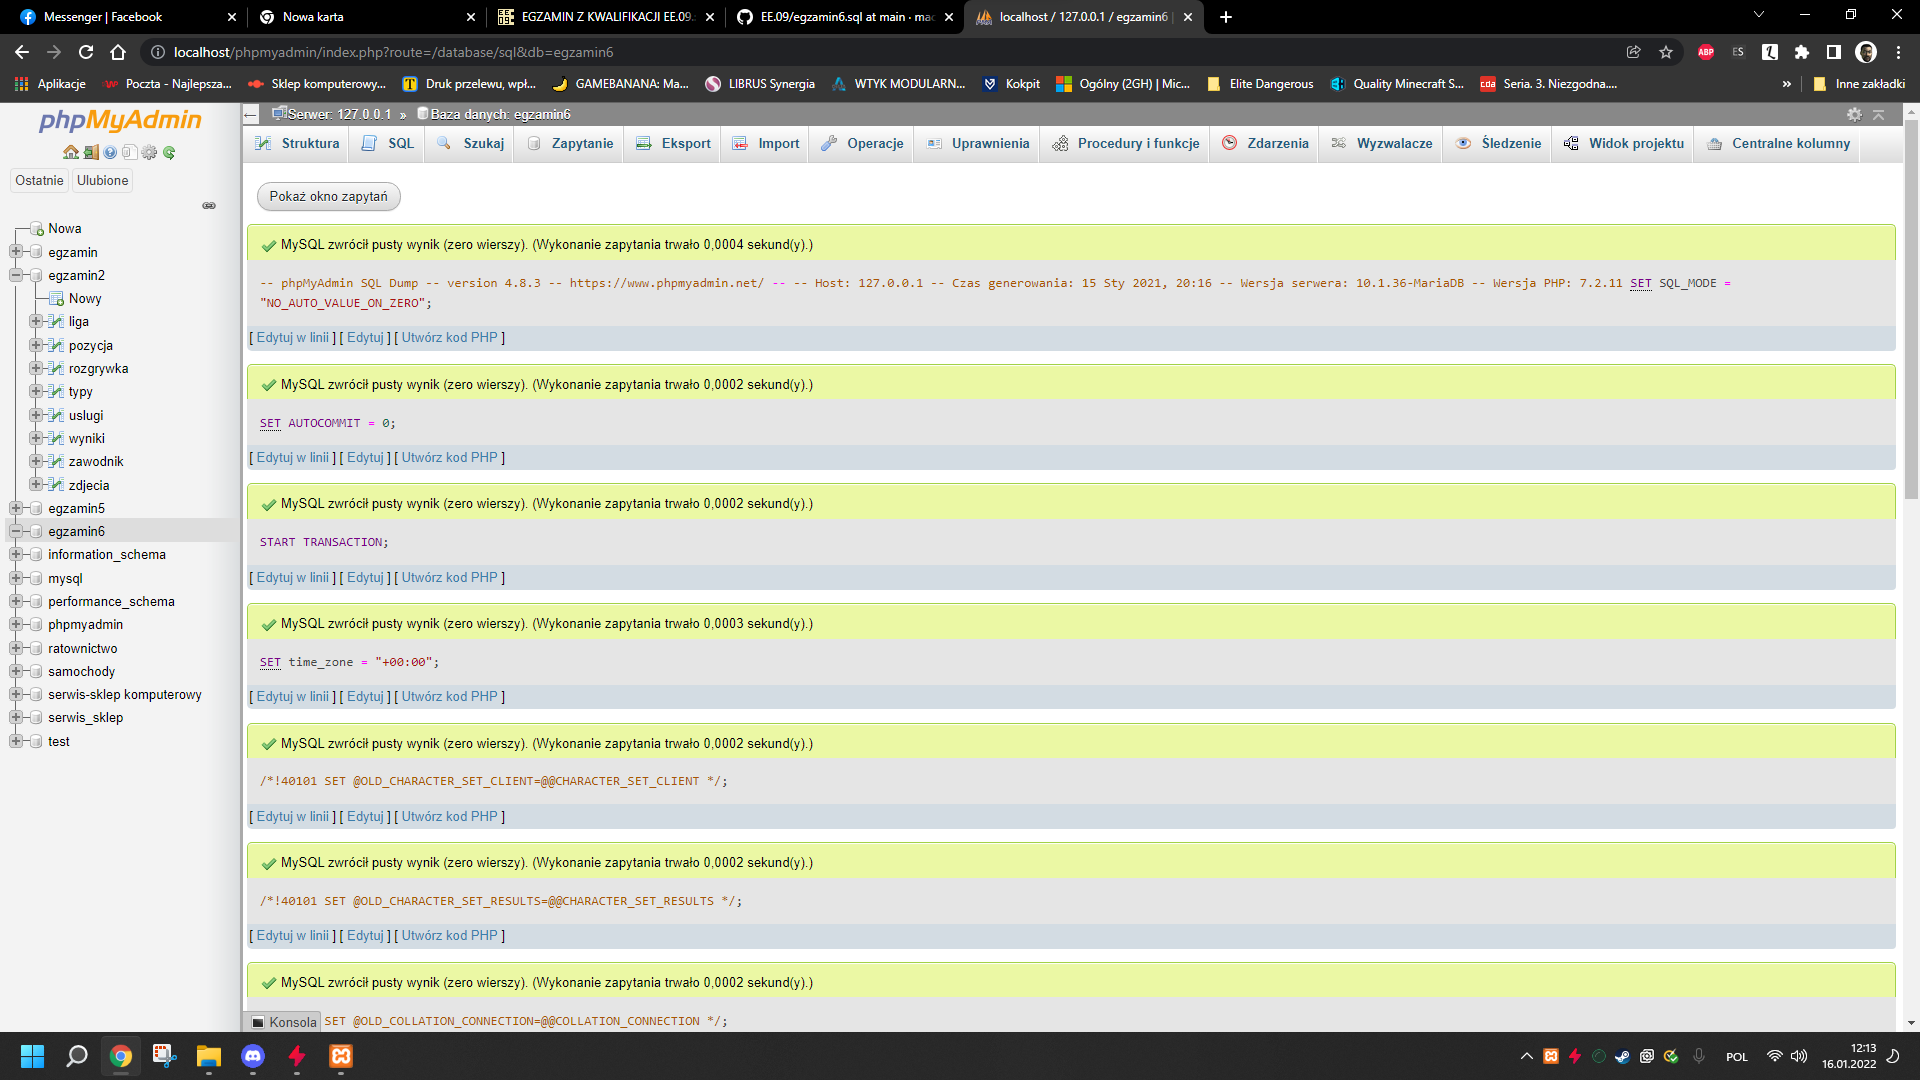 Messenger | Facebook
Nowa karta
EGZAMIN Z KWALIFIKACJI EE.09
EE.09/egzamin6.sql at main · mac
localhost / 127.0.0.1 / egzamin6 |
localhost/phpmyadmin/index.php?route=/database/sql&db=egzamin6
ABP
ES
Aplikacje
Poczta - Najlepsza...
Sklep komputerowy...
Druk przelewu, wpł...
GAMEBANANA: Ma...
LIBRUS Synergia
WTYK MODULARN...
Kokpit
Ogólny (2GH) | Mic...
Elite Dangerous
Quality Minecraft S...
cda
Seria. 3. Niezgodna....
»
Inne zakładki
phpMyAdmin
Ostatnie
Ulubione
Nowa
egzamin
egzamin2
Nowy
liga
pozycja
rozgrywka
typy
uslugi
wyniki
zawodnik
zdjecia
egzamin5
egzamin6
information_schema
mysql
performance_schema
phpmyadmin
ratownictwo
samochody
serwis-sklep komputerowy
serwis_sklep
test
Serwer: 127.0.0.1 » Baza danych: egzamin6
Struktura
SQL
Szukaj
Zapytanie
Eksport
Import
Operacje
Uprawnienia
Procedury i funkcje
Zdarzenia
Wyzwalacze
Śledzenie
Widok projektu
Centralne kolumny
Pokaż okno zapytań
MySQL zwrócił pusty wynik (zero wierszy). (Wykonanie zapytania trwało 0,0004 sekund(y).)
-- phpMyAdmin SQL Dump -- version 4.8.3 -- https://www.phpmyadmin.net/ -- -- Host: 127.0.0.1 -- Czas generowania: 15 Sty 2021, 20:16 -- Wersja serwera: 10.1.36-MariaDB -- Wersja PHP: 7.2.11 SET SQL_MODE =
"NO_AUTO_VALUE_ON_ZERO";
[ Edytuj w linii ] [ Edytuj ] [ Utwórz kod PHP ]
MySQL zwrócił pusty wynik (zero wierszy). (Wykonanie zapytania trwało 0,0002 sekund(y).)
SET AUTOCOMMIT = 0;
[ Edytuj w linii ] [ Edytuj ] [ Utwórz kod PHP ]
MySQL zwrócił pusty wynik (zero wierszy). (Wykonanie zapytania trwało 0,0002 sekund(y).)
START TRANSACTION;
[ Edytuj w linii ] [ Edytuj ] [ Utwórz kod PHP ]
MySQL zwrócił pusty wynik (zero wierszy). (Wykonanie zapytania trwało 0,0003 sekund(y).)
SET time_zone = "+00:00";
[ Edytuj w linii ] [ Edytuj ] [ Utwórz kod PHP ]
MySQL zwrócił pusty wynik (zero wierszy). (Wykonanie zapytania trwało 0,0002 sekund(y).)
/*!40101 SET @OLD_CHARACTER_SET_CLIENT=@@CHARACTER_SET_CLIENT */;
[ Edytuj w linii ] [ Edytuj ] [ Utwórz kod PHP ]
MySQL zwrócił pusty wynik (zero wierszy). (Wykonanie zapytania trwało 0,0002 sekund(y).)
/*!40101 SET @OLD_CHARACTER_SET_RESULTS=@@CHARACTER_SET_RESULTS */;
[ Edytuj w linii ] [ Edytuj ] [ Utwórz kod PHP ]
MySQL zwrócił pusty wynik (zero wierszy). (Wykonanie zapytania trwało 0,0002 sekund(y).)
Konsola
SET @OLD_COLLATION_CONNECTION=@@COLLATION_CONNECTION */;
POL
12:13
16.01.2022